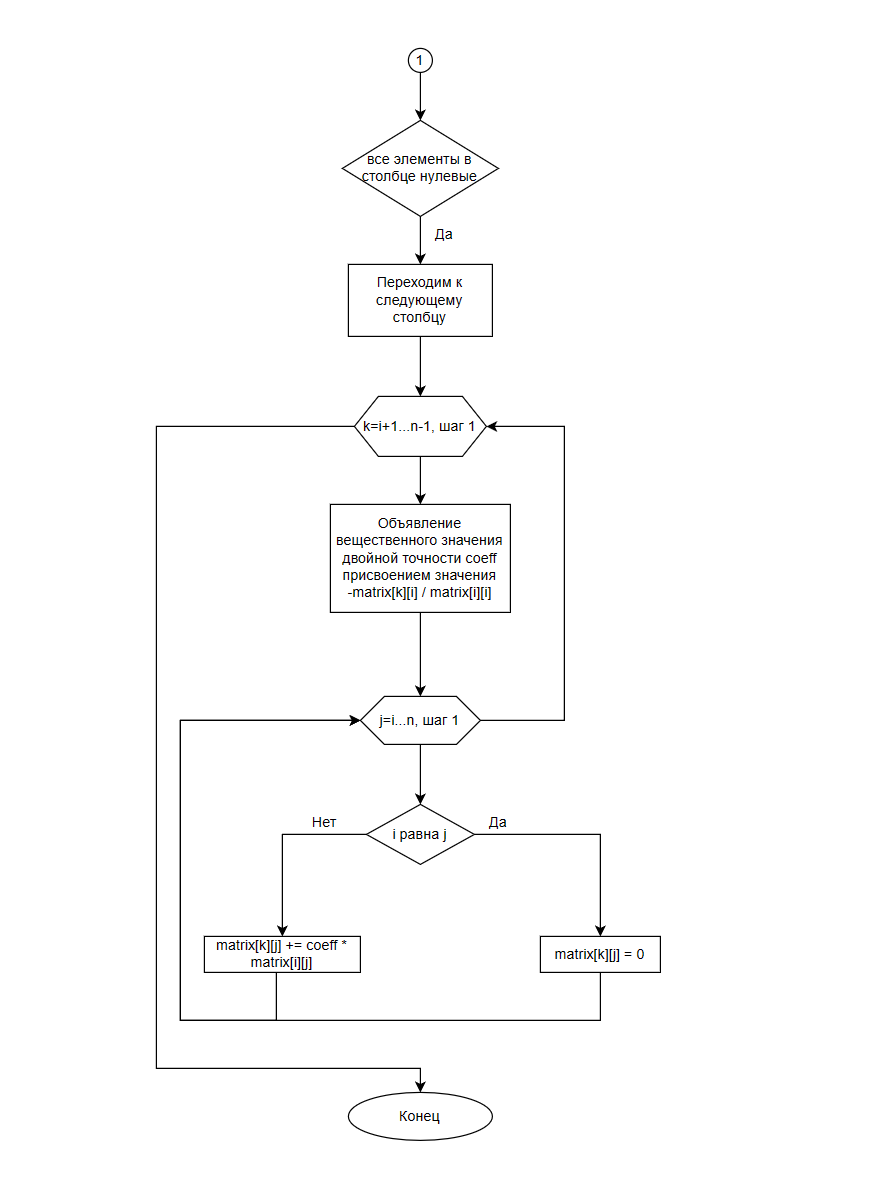 1
все элементы в
столбце нулевые
Да
Переходим к
следующему
столбцу
k=i+1...n-1, шаг 1
Объявление
вещественного значения
двойной точности coeff
присвоением значения
-matrix[k][i] / matrix[i][i]
j=i...n, шаг 1
Нет
i равна j
Да
matrix[k][j] += coeff *
matrix[i][j]
matrix[k][j] = 0
Конец